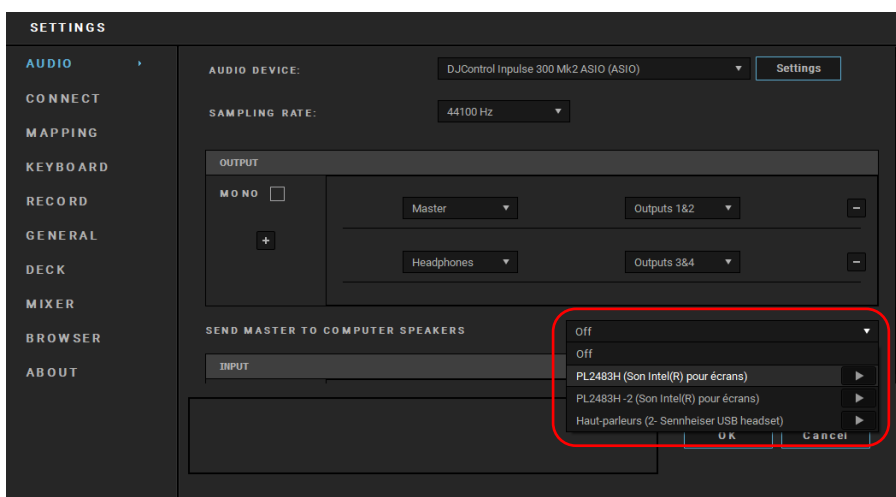 SETTINGS
AUDIO
CONNECT
MAPPING
KEYBOARD
RECORD
GENERAL
DECK
MIXER
BROWSER
ABOUT
AUDIO DEVICE: DJControl Inpulse 300 Mk2 ASIO (ASIO) Settings
SAMPLING RATE: 44100 Hz
OUTPUT
MONO
+
Master Outputs 1&2 -
Headphones Outputs 3&4 -
SEND MASTER TO COMPUTER SPEAKERS Off
Off
PL2483H (Son Intel(R) pour écrans)
PL2483H -2 (Son Intel(R) pour écrans)
Haut-parleurs (2- Sennheiser USB headset)
INPUT
OK Cancel